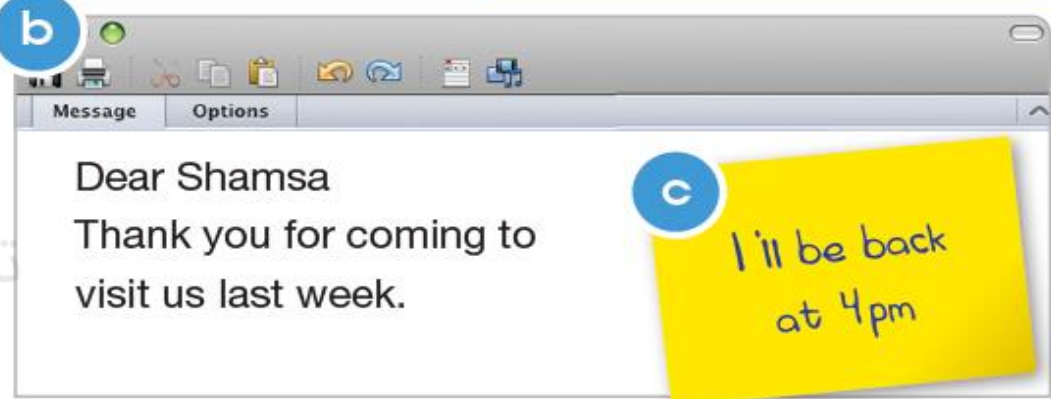 b
Message Options
Dear Shamsa
Thank you for coming to
visit us last week.
c
I'll be back
at 4pm